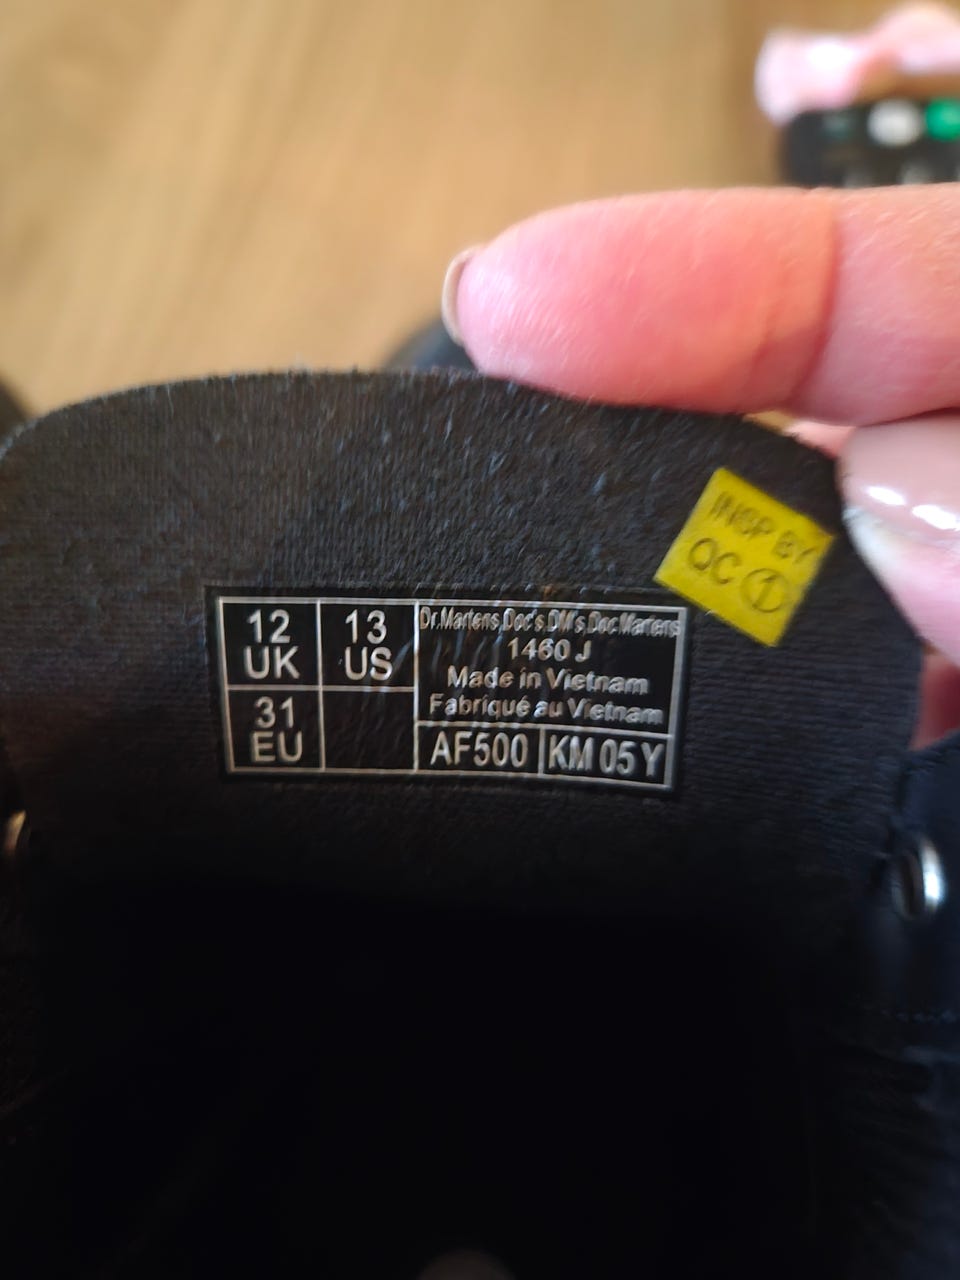 INSP BY
QC 1
12
UK
13
US
31
EU
Dr.Martens,Doc's,DM's,Doc Martens
1460 J
Made in Vietnam
Fabriqué au Vietnam
AF500
KM 05 Y